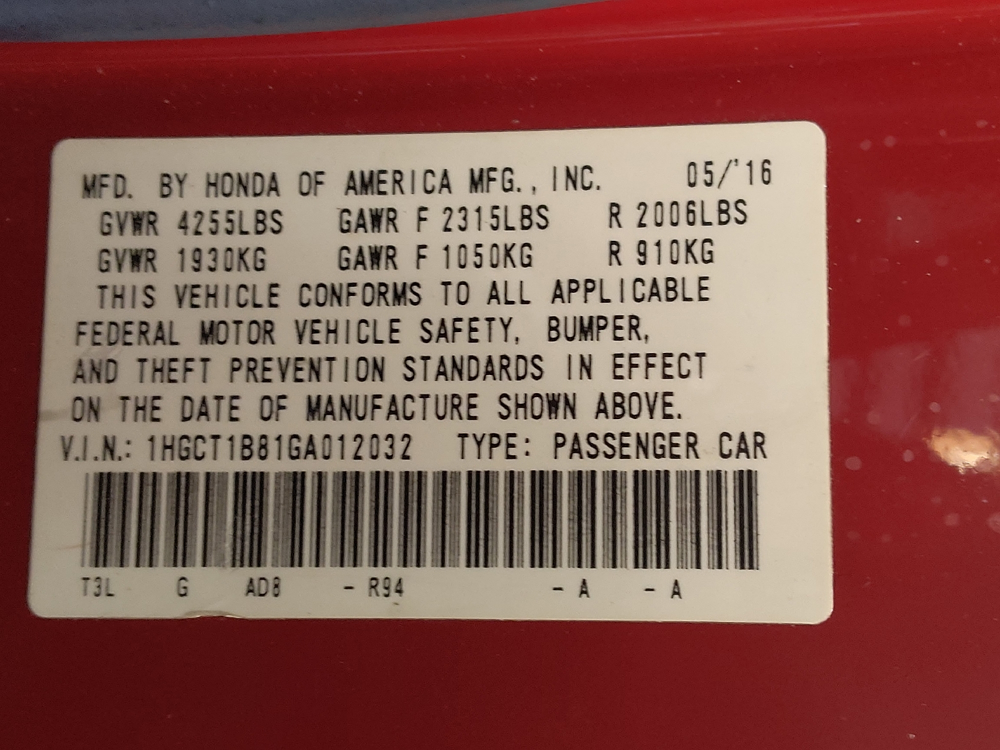 MFD. BY HONDA OF AMERICA MFG., INC. 05/'16
GVWR 4255LBS GAWR F 2315LBS R 2006LBS
GVWR 1930KG GAWR F 1050KG R 910KG
THIS VEHICLE CONFORMS TO ALL APPLICABLE
FEDERAL MOTOR VEHICLE SAFETY, BUMPER,
AND THEFT PREVENTION STANDARDS IN EFFECT
ON THE DATE OF MANUFACTURE SHOWN ABOVE.
V.I.N.: 1HGCT1B81GA012032 TYPE: PASSENGER CAR
T3L G AD8 - R94 - A - A